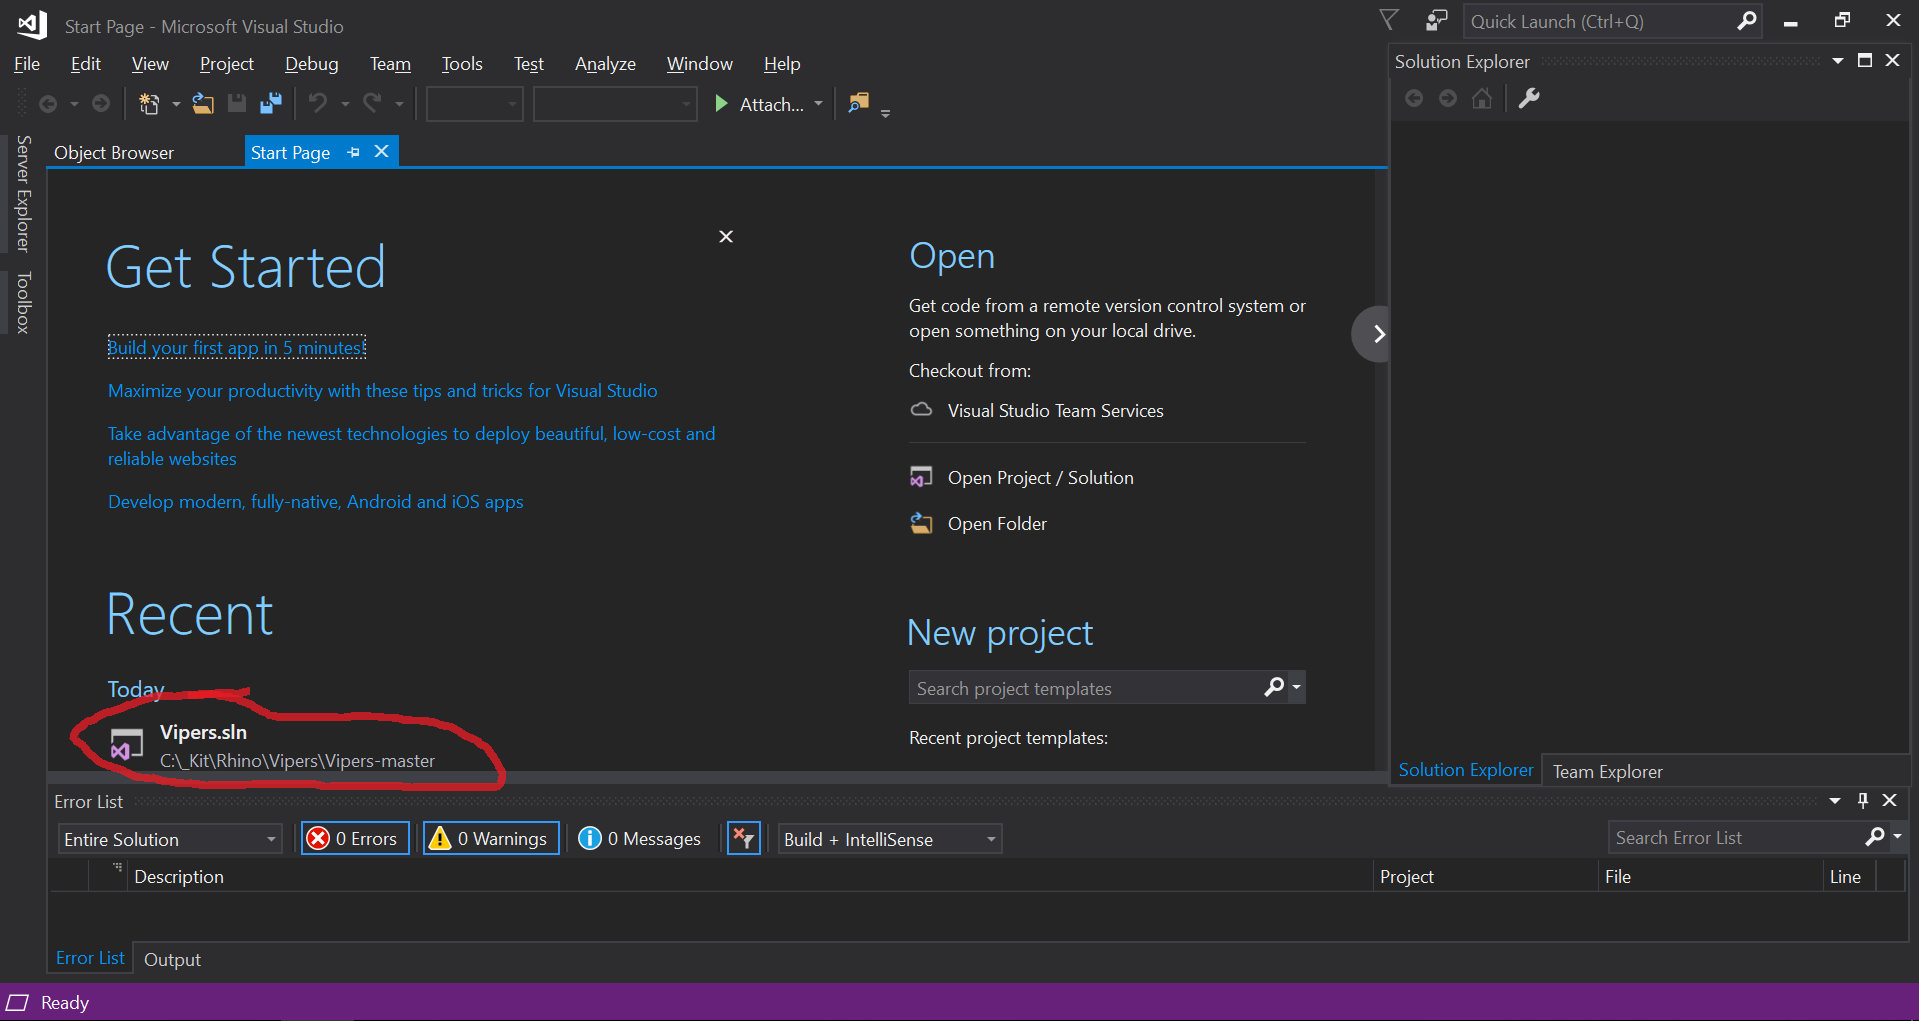 Start Page - Microsoft Visual Studio
Quick Launch (Ctrl+Q)
File Edit View Project Debug Team Tools Test Analyze Window Help
Attach...
Server Explorer
Toolbox
Object Browser
Start Page
Get Started
Build your first app in 5 minutes!
Maximize your productivity with these tips and tricks for Visual Studio
Take advantage of the newest technologies to deploy beautiful, low-cost and
reliable websites
Develop modern, fully-native, Android and iOS apps
Recent
Today
Vipers.sln
C:\_Kit\Rhino\Vipers\Vipers-master
Open
Get code from a remote version control system or
open something on your local drive.
Checkout from:
Visual Studio Team Services
Open Project / Solution
Open Folder
New project
Search project templates
Recent project templates:
Solution Explorer
Solution Explorer
Team Explorer
Error List
Entire Solution
0 Errors
0 Warnings
0 Messages
Build + IntelliSense
Search Error List
Description Project File Line
Error List
Output
Ready